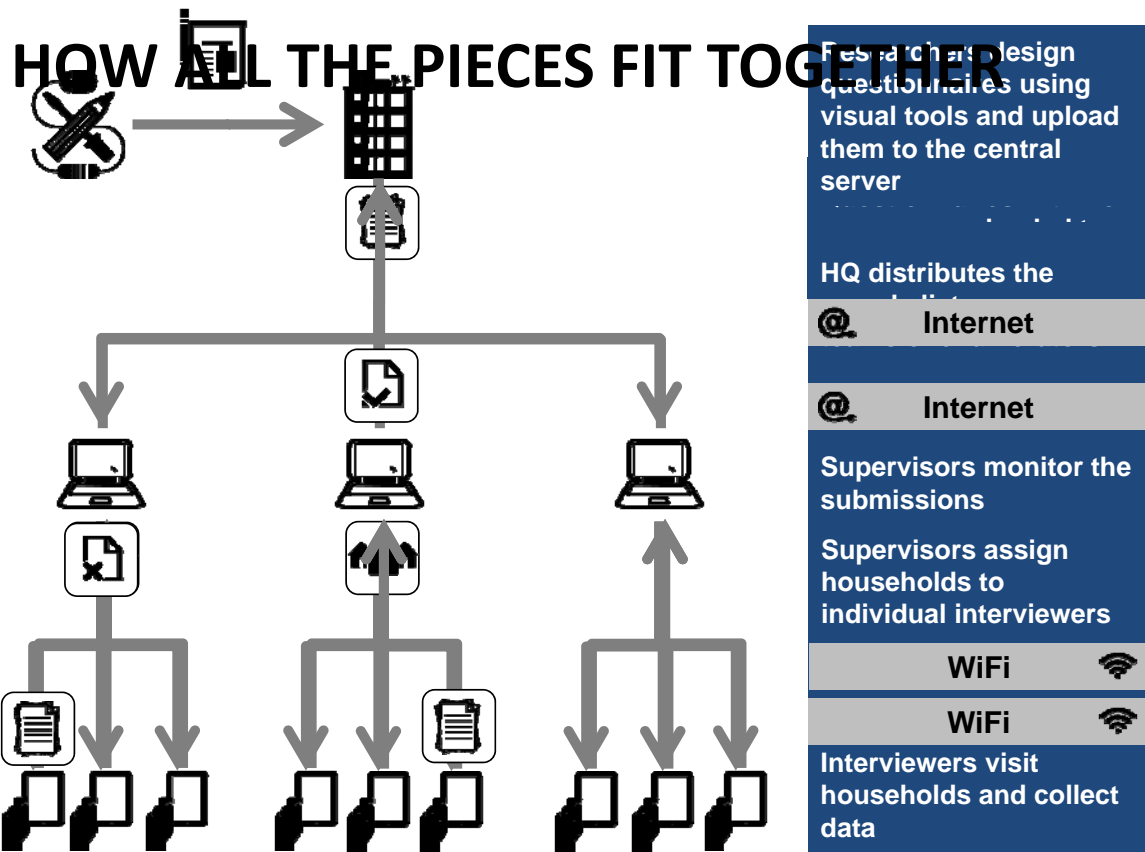 HOW ALL THE PIECES FIT TOGETHER
Researchers design
questionnaires using
visual tools and upload
them to the central
server
HQ distributes the
@ Internet
@ Internet
Supervisors monitor the
submissions
Supervisors assign
households to
individual interviewers
WiFi
WiFi
Interviewers visit
households and collect
data